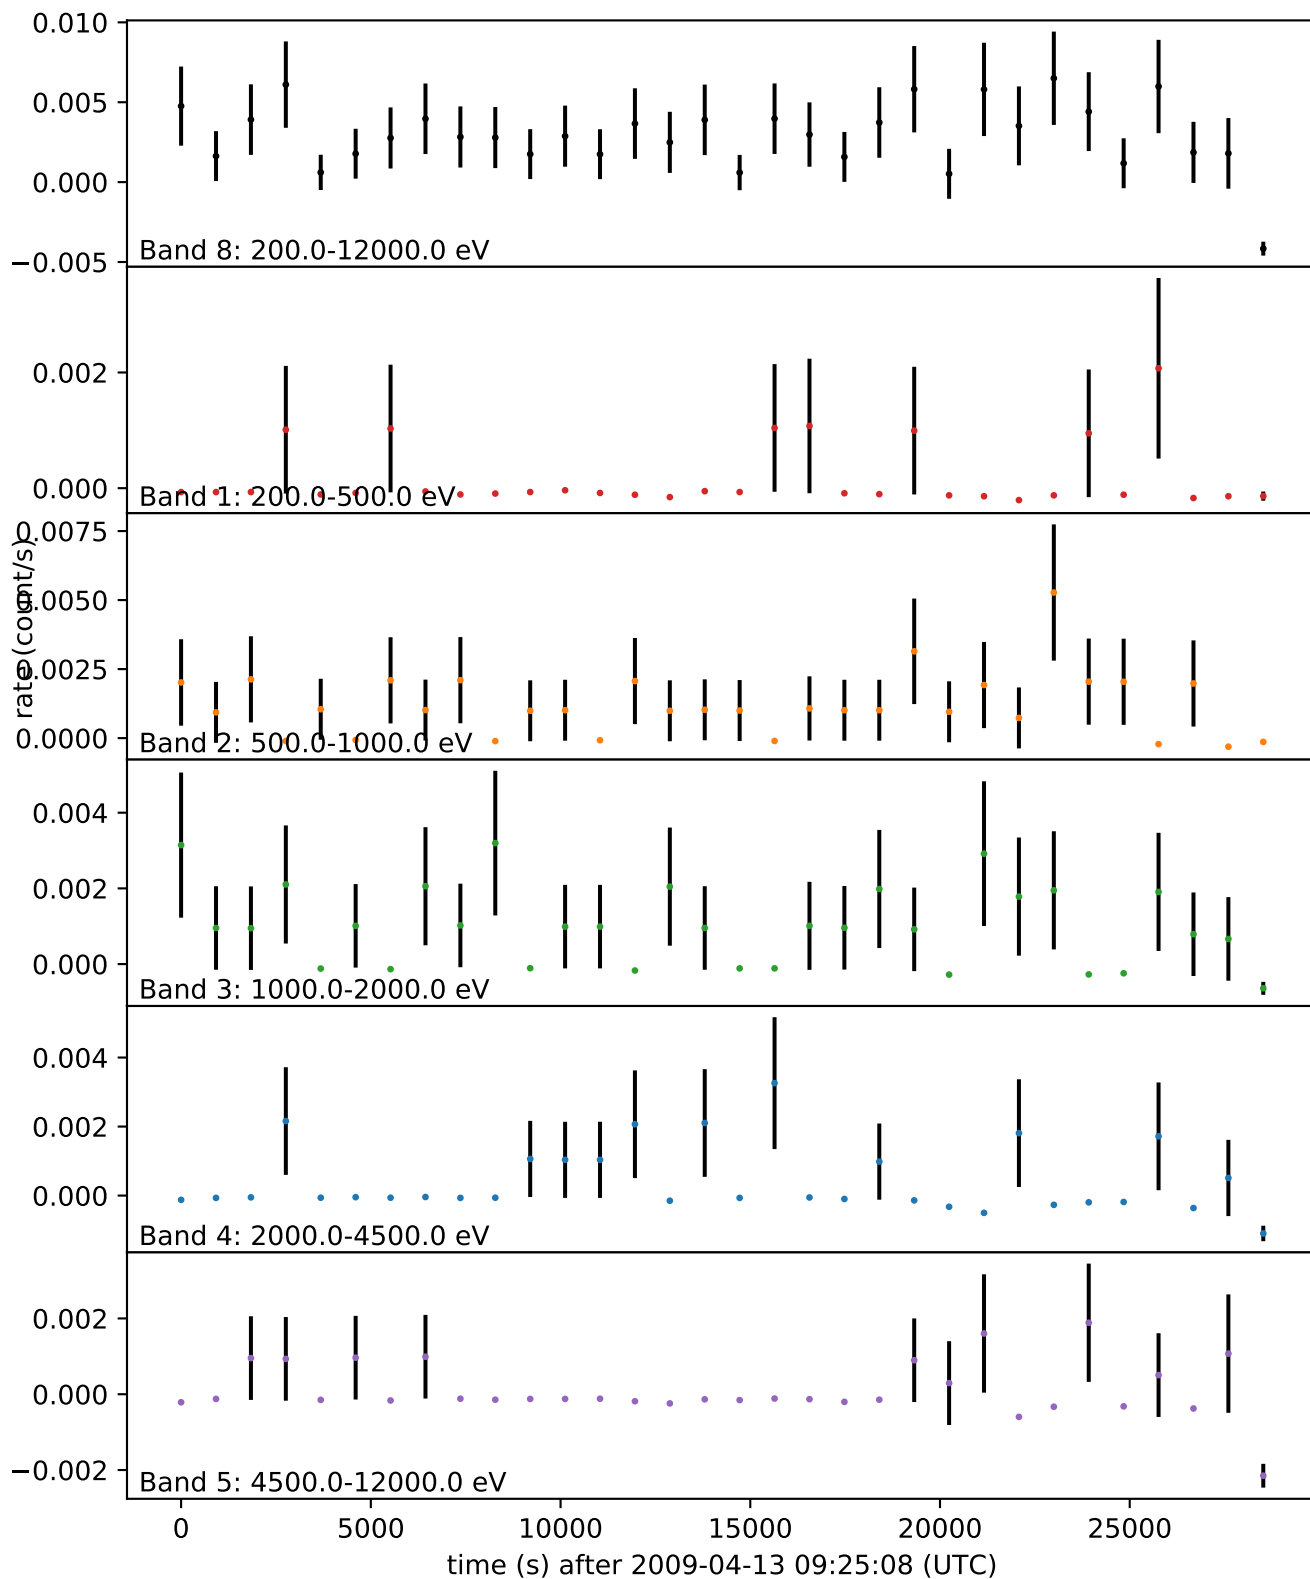 0.010
0.005
0.000
−0.005
Band 8: 200.0-12000.0 eV
0.002
0.000
Band 1: 200.0-500.0 eV
rate (count/s)
0.0075
0.0050
0.0025
0.0000
Band 2: 500.0-1000.0 eV
0.004
0.002
0.000
Band 3: 1000.0-2000.0 eV
0.004
0.002
0.000
Band 4: 2000.0-4500.0 eV
0.002
0.000
−0.002
Band 5: 4500.0-12000.0 eV
0 5000 10000 15000 20000 25000
time (s) after 2009-04-13 09:25:08 (UTC)